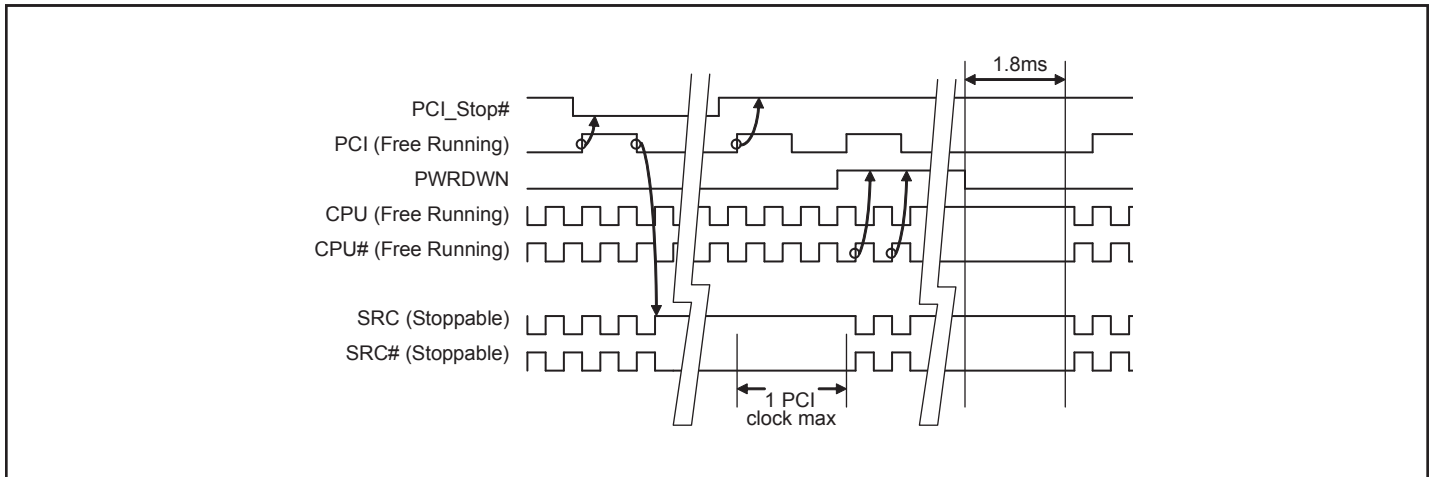 1.8ms
PCI_Stop#
PCI (Free Running)
PWRDWN
CPU (Free Running)
CPU# (Free Running)
SRC (Stoppable)
SRC# (Stoppable)
1 PCI
clock max